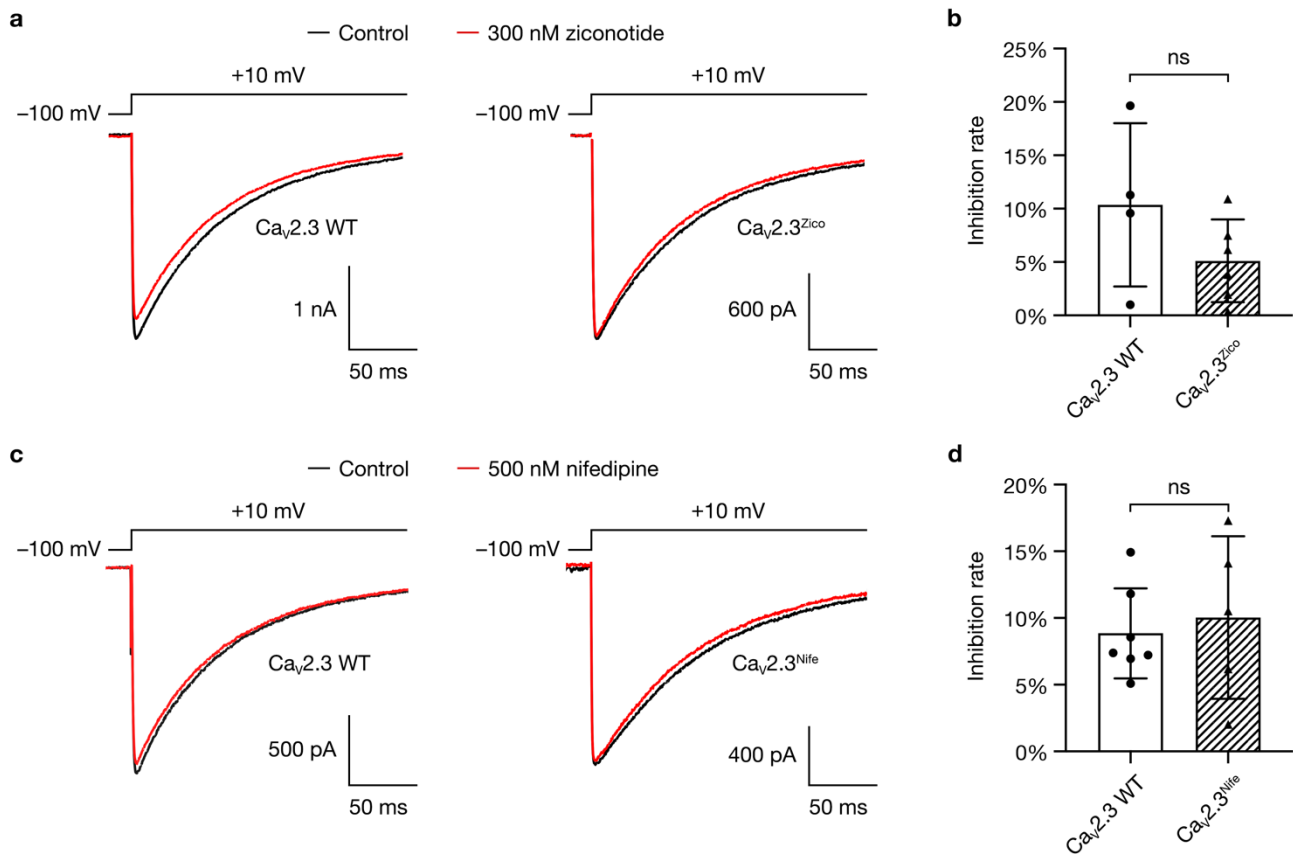 a
Control
300 nM ziconotide
+10 mV
–100 mV
Caᵥ2.3 WT
1 nA
50 ms
+10 mV
–100 mV
Caᵥ2.3ᶻⁱᶜᵒ
600 pA
50 ms
b
ns
Inhibition rate
25%
20%
15%
10%
5%
0%
Caᵥ2.3 WT
Caᵥ2.3ᶻⁱᶜᵒ
c
Control
500 nM nifedipine
+10 mV
–100 mV
Caᵥ2.3 WT
500 pA
50 ms
+10 mV
–100 mV
Caᵥ2.3ᴺⁱᶠᵉ
400 pA
50 ms
d
ns
Inhibition rate
20%
15%
10%
5%
0%
Caᵥ2.3 WT
Caᵥ2.3ᴺⁱᶠᵉ